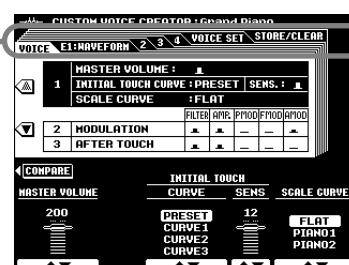 CUSTOM VOICE CREATOR : Grand Piano
VOICE E1:WAVEFORM 2 3 4 VOICE SET STORE/CLEAR
MASTER VOLUME :
1 INITIAL TOUCH CURVE : PRESET SENS. :
SCALE CURVE :FLAT
FILTER AMP. PMOD FMOD AMOD
2 MODULATION
3 AFTER TOUCH
COMPARE
INITIAL TOUCH
MASTER VOLUME CURVE SENS SCALE CURVE
200 PRESET 12 FLAT
CURVE1 PIANO1
CURVE2 PIANO2
CURVE3